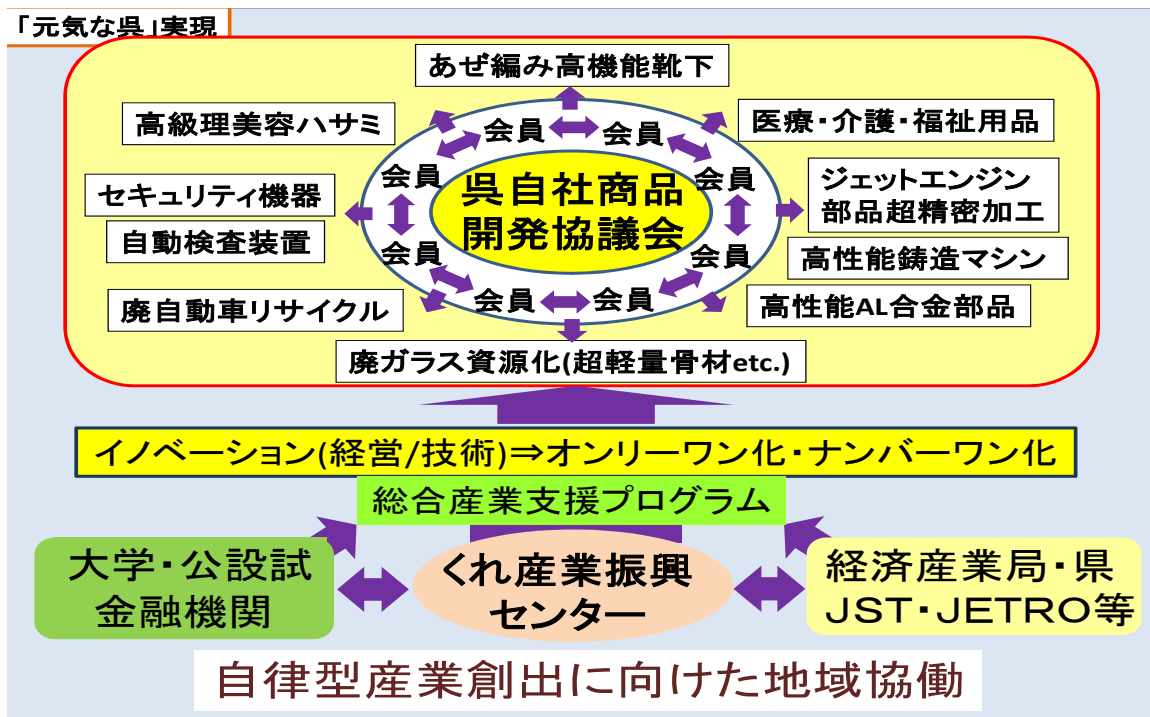 「元気な呉」実現
あぜ編み高機能靴下
高級理美容ハサミ
医療・介護・福祉用品
会員
会員
会員
会員
セキュリティ機器
ジェットエンジン
部品超精密加工
呉自社商品
開発協議会
自動検査装置
会員
会員
高性能鋳造マシン
廃自動車リサイクル
会員
会員
高性能AL合金部品
廃ガラス資源化(超軽量骨材etc.)
イノベーション(経営/技術)⇒オンリーワン化・ナンバーワン化
総合産業支援プログラム
大学・公設試
金融機関
くれ産業振興
センター
経済産業局・県
JST・JETRO等
自律型産業創出に向けた地域協働